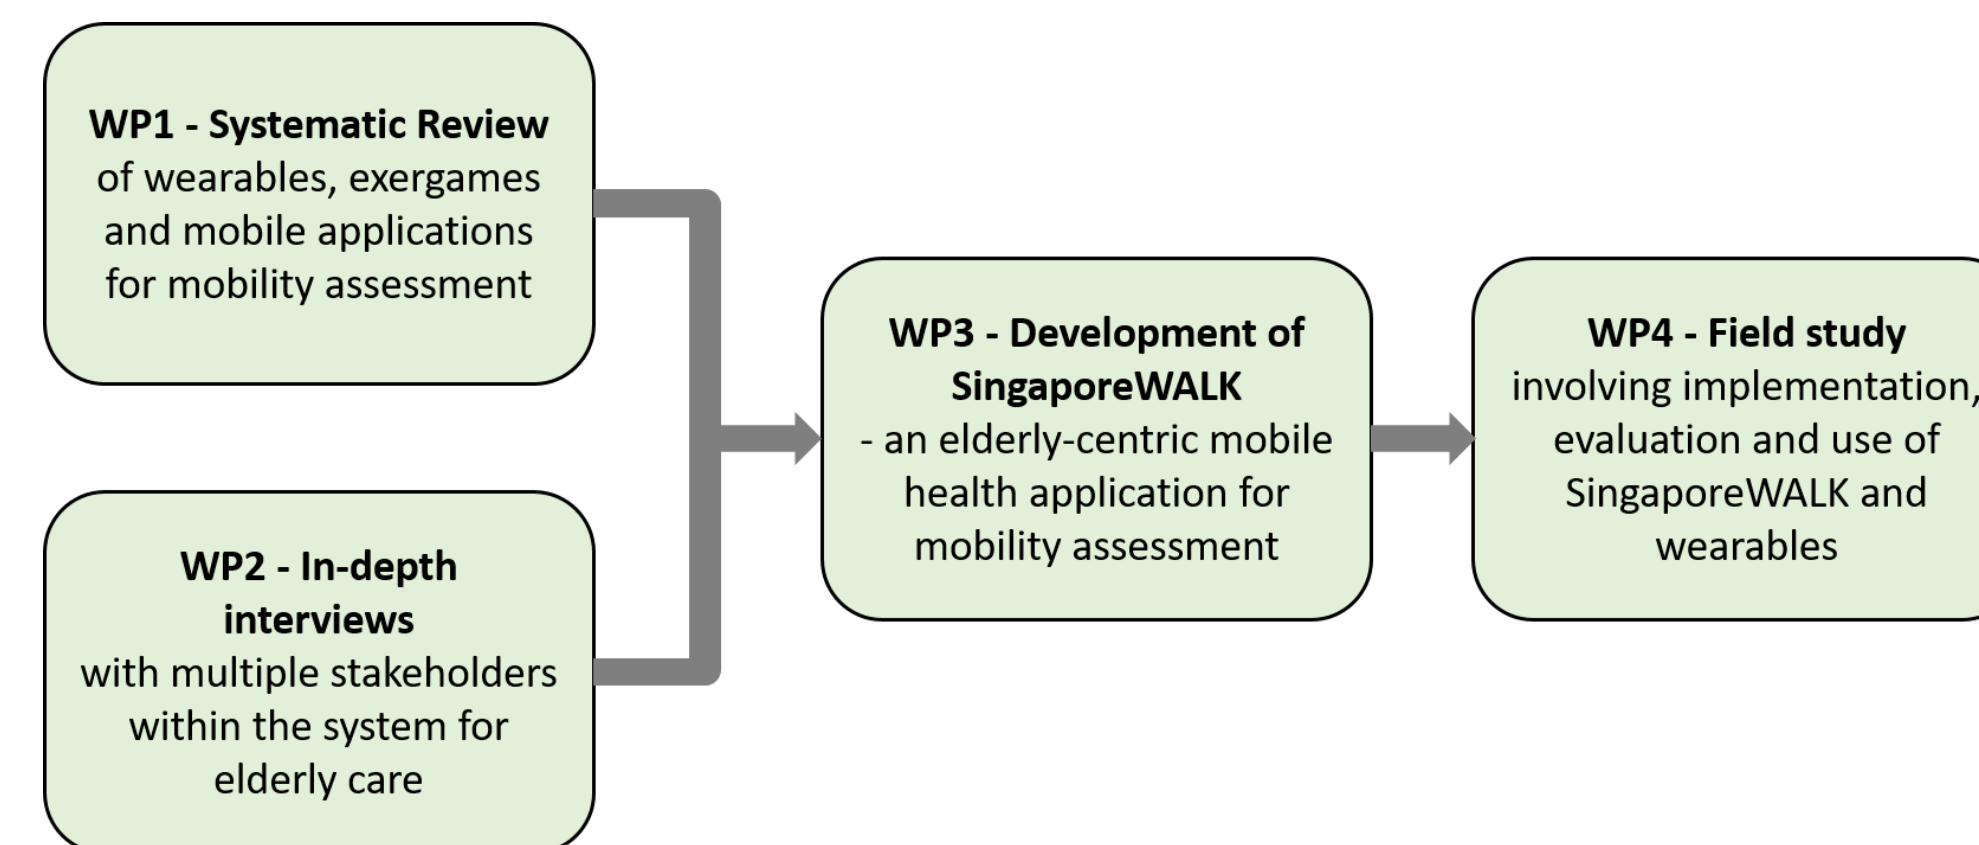 WP1 - Systematic Review
of wearables, exergames
and mobile applications
for mobility assessment
WP2 - In-depth
interviews
with multiple stakeholders
within the system for
elderly care
WP3 - Development of
SingaporeWALK
- an elderly-centric mobile
health application for
mobility assessment
WP4 - Field study
involving implementation,
evaluation and use of
SingaporeWALK and
wearables